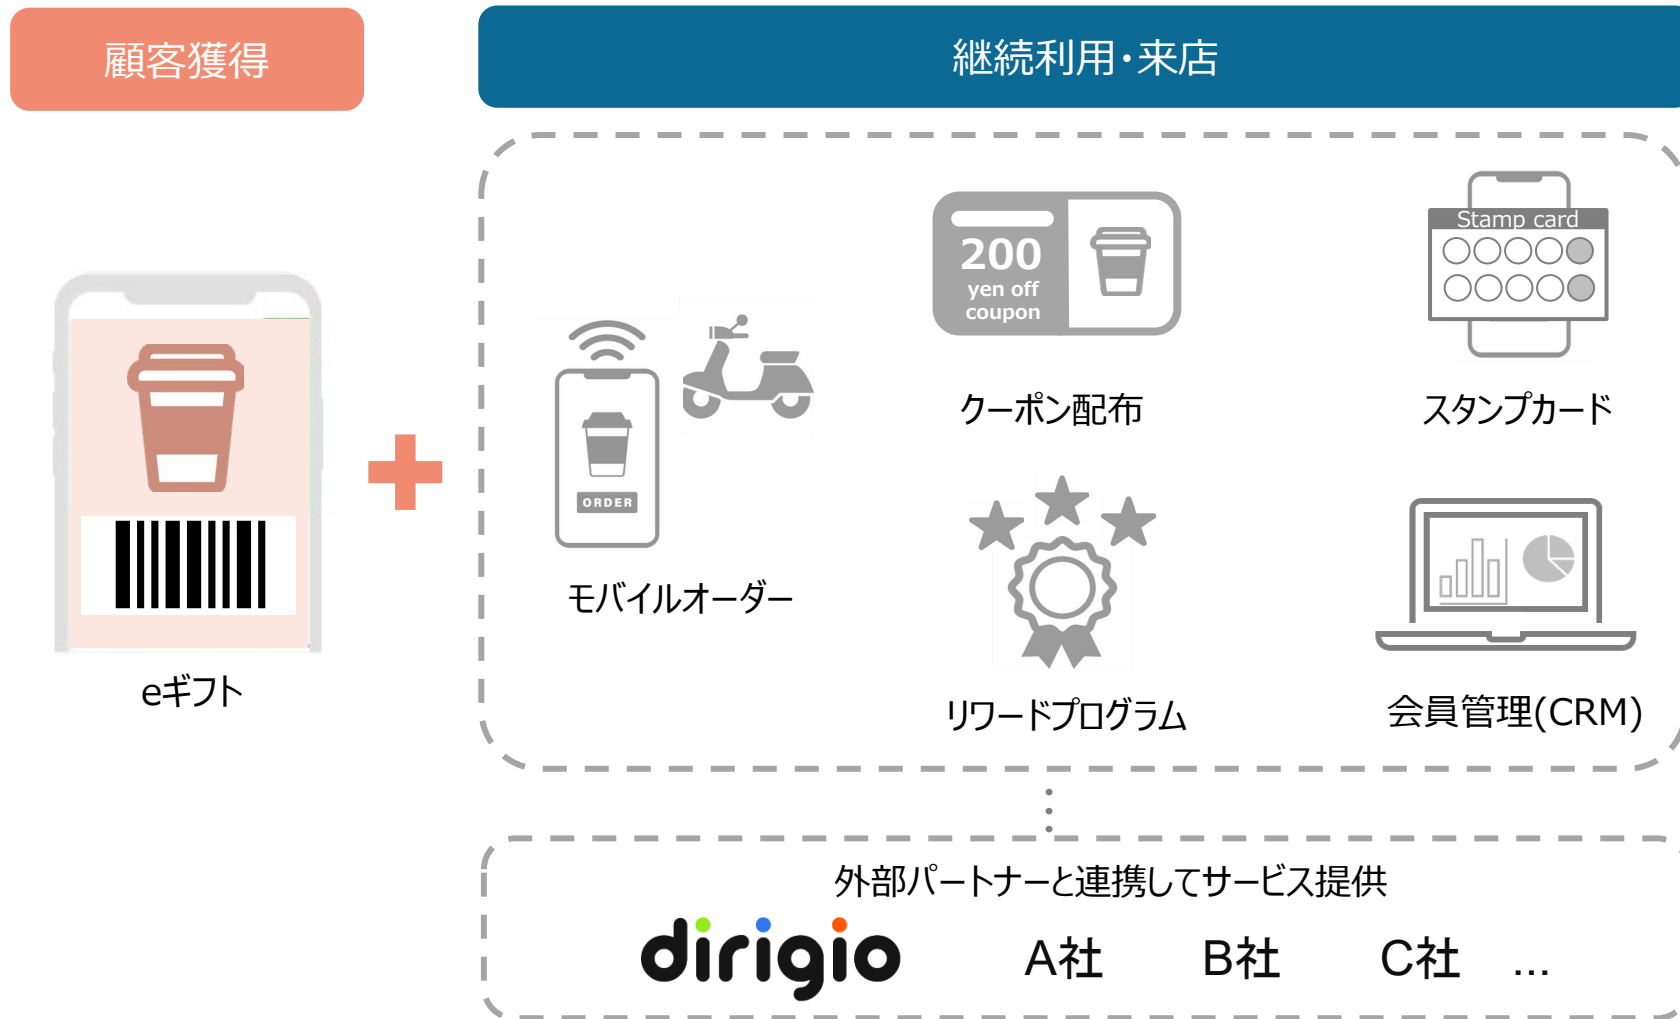 顧客獲得
継続利用・来店
eギフト
ORDER
モバイルオーダー
200
yen off
coupon
クーポン配布
Stamp card
スタンプカード
リワードプログラム
会員管理(CRM)
外部パートナーと連携してサービス提供
dirigio A社 B社 C社 ...